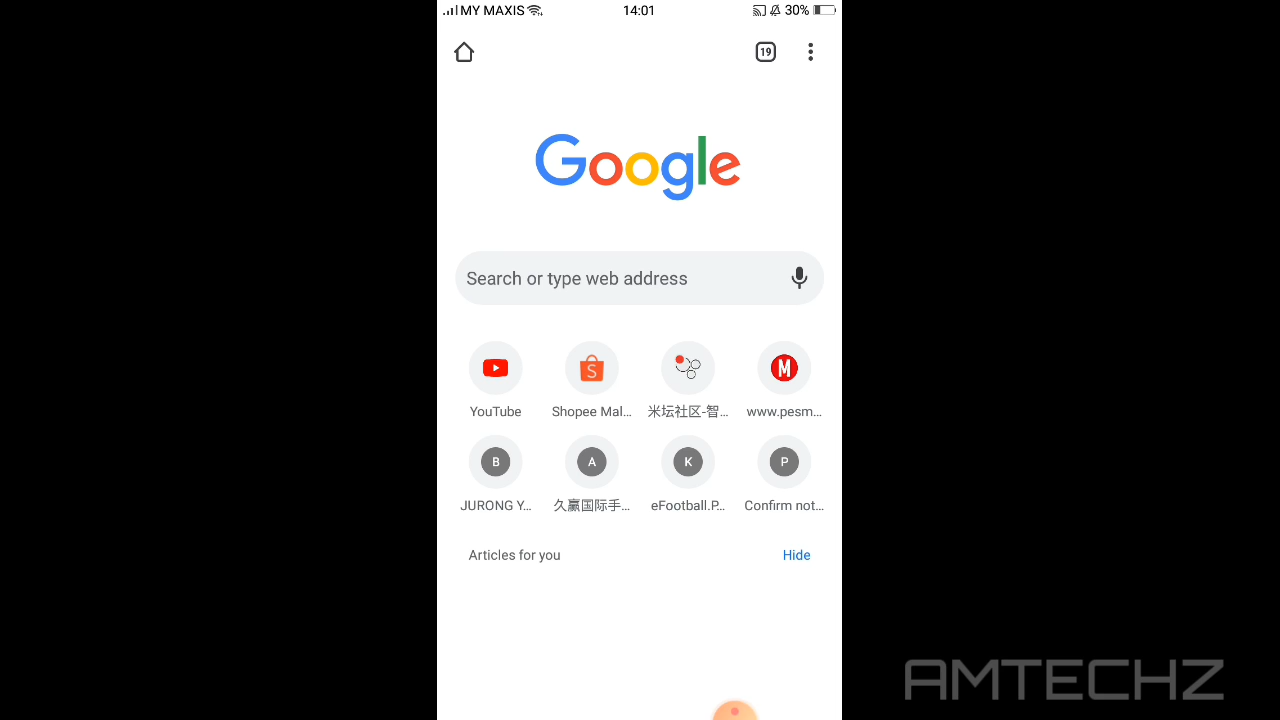 MY MAXIS 14:01 30%
19
Google
Search or type web address
YouTube Shopee Mal... 米坛社区-智... www.pesm...
B A K P
JURONG Y... 久赢国际手... eFootball.P... Confirm not...
Articles for you Hide
AMTECHZ